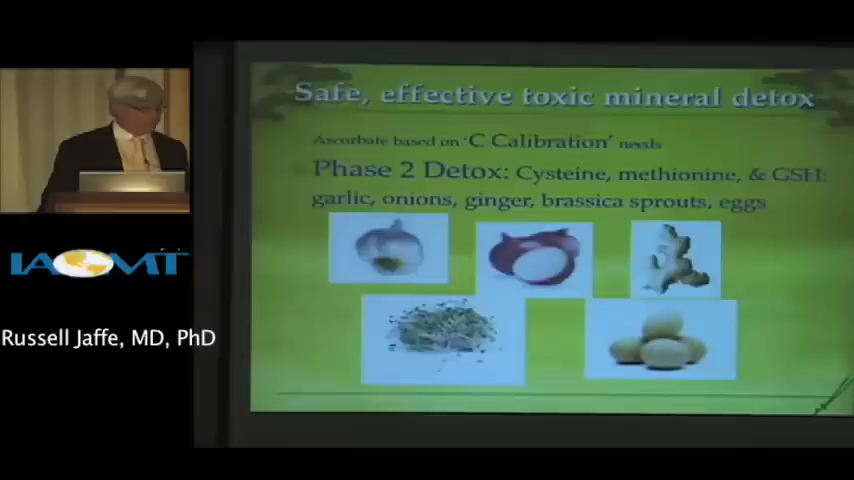 Safe, effective toxic mineral detox
Ascorbate based on 'C Calibration' needs
Phase 2 Detox: Cysteine, methionine, & GSH:
garlic, onions, ginger, brassica sprouts, eggs
IAOMT
Russell Jaffe, MD, PhD